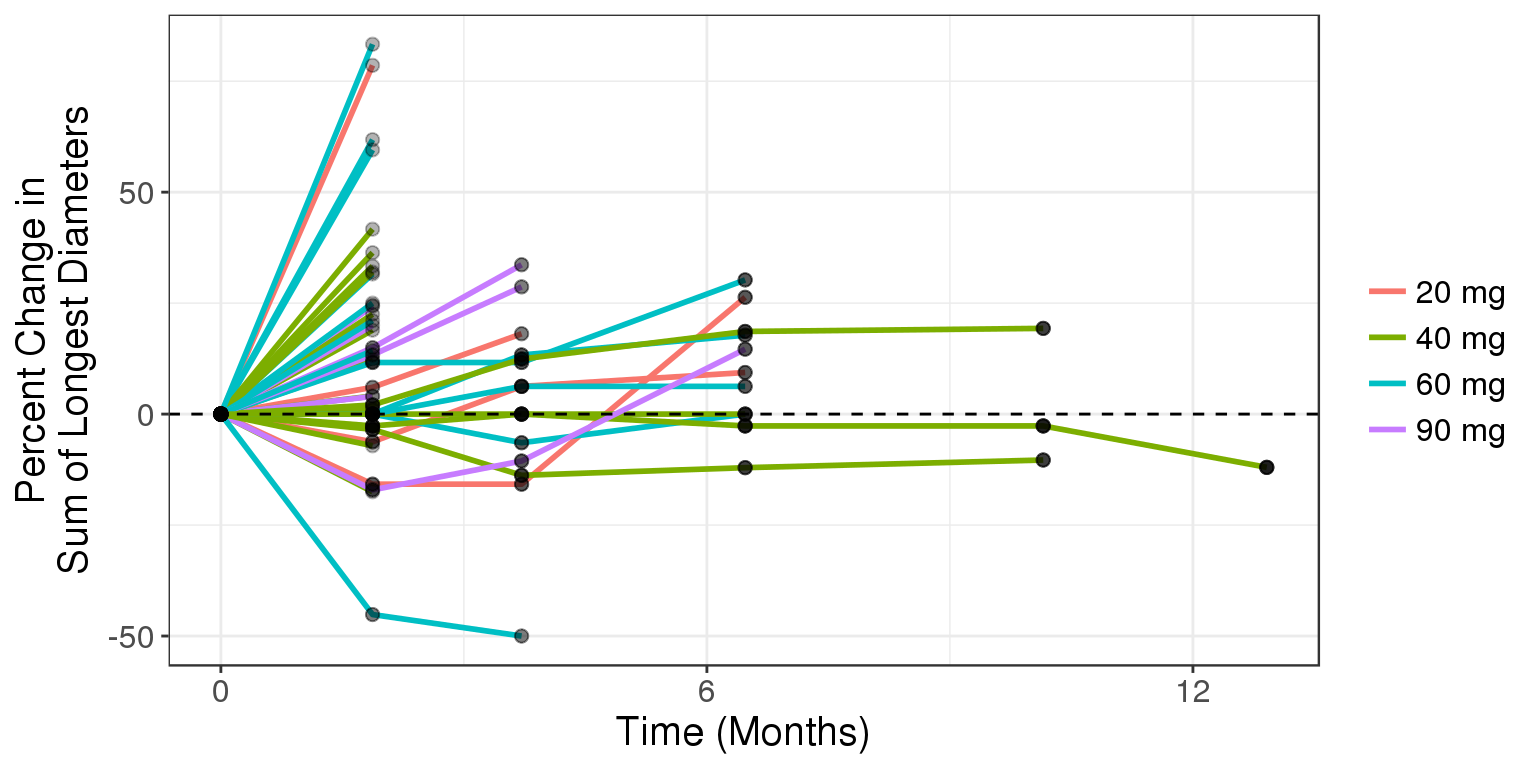 Percent Change in
Sum of Longest Diameters
50
0
-50
0
6
12
Time (Months)
20 mg
40 mg
60 mg
90 mg